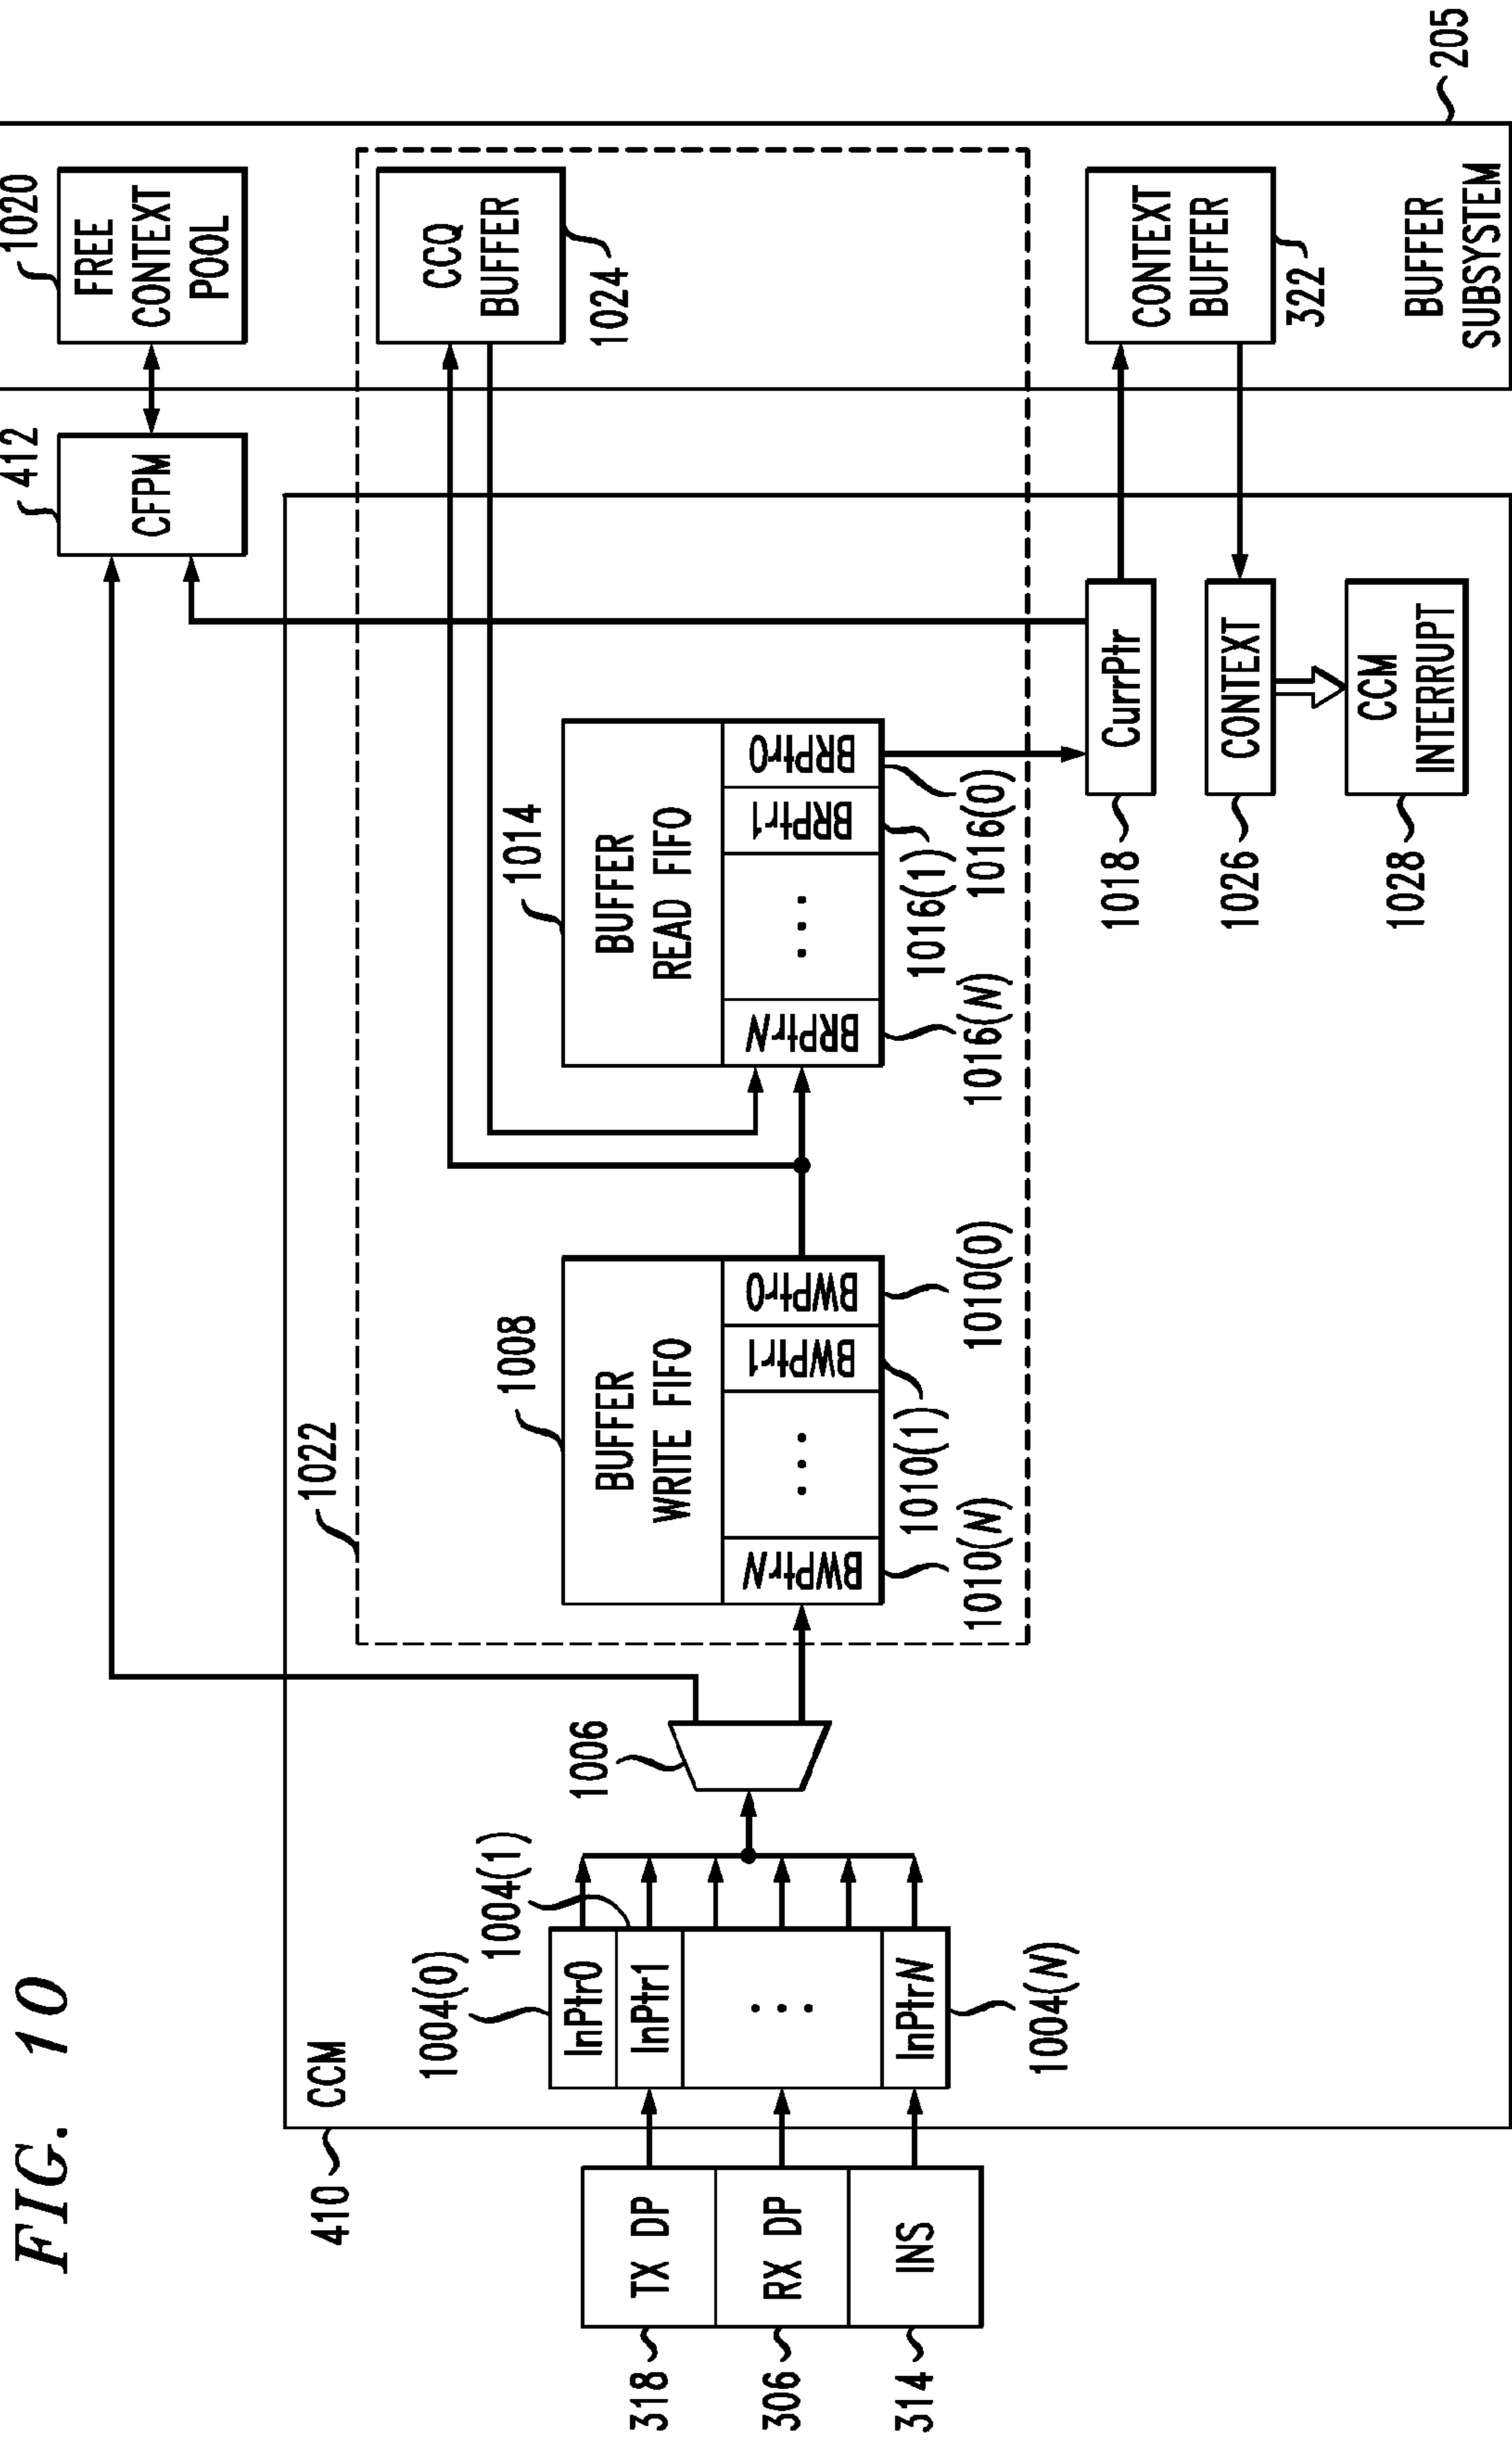 FIG. 10
410
CCM
318
TX DP
306
RX DP
314
INS
1004(0)
InPtr0
1004(1)
InPtr1
• • •
InPtrN
1004(N)
1006
1022
1008
BUFFER
WRITE FIFO
BWPtrN
• • •
BWPtr1
BWPtr0
1010(N)
1010(1)
1010(0)
1014
BUFFER
READ FIFO
BRPtrN
• • •
BRPtr1
BRPtr0
1016(N)
1016(1)
1016(0)
1018
CurrPtr
1026
CONTEXT
1028
CCM
INTERRUPT
412
CFPM
1020
FREE
CONTEXT
POOL
CCQ
BUFFER
1024
CONTEXT
BUFFER
322
BUFFER
SUBSYSTEM
205